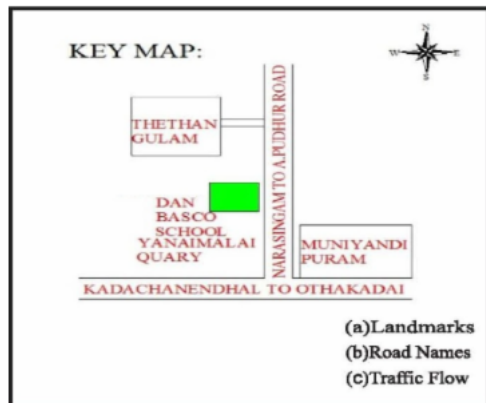 KEY MAP:
N
W
E
S
THETHAN
GULAM
NARASINGAM TO A.PUDHUR ROAD
DAN
BASCO
SCHOOL
YANAIMALAI
QUARY
MUNIYANDI
PURAM
KADACHANENDHAL TO OTHAKADAI
(a)Landmarks
(b)Road Names
(c)Traffic Flow